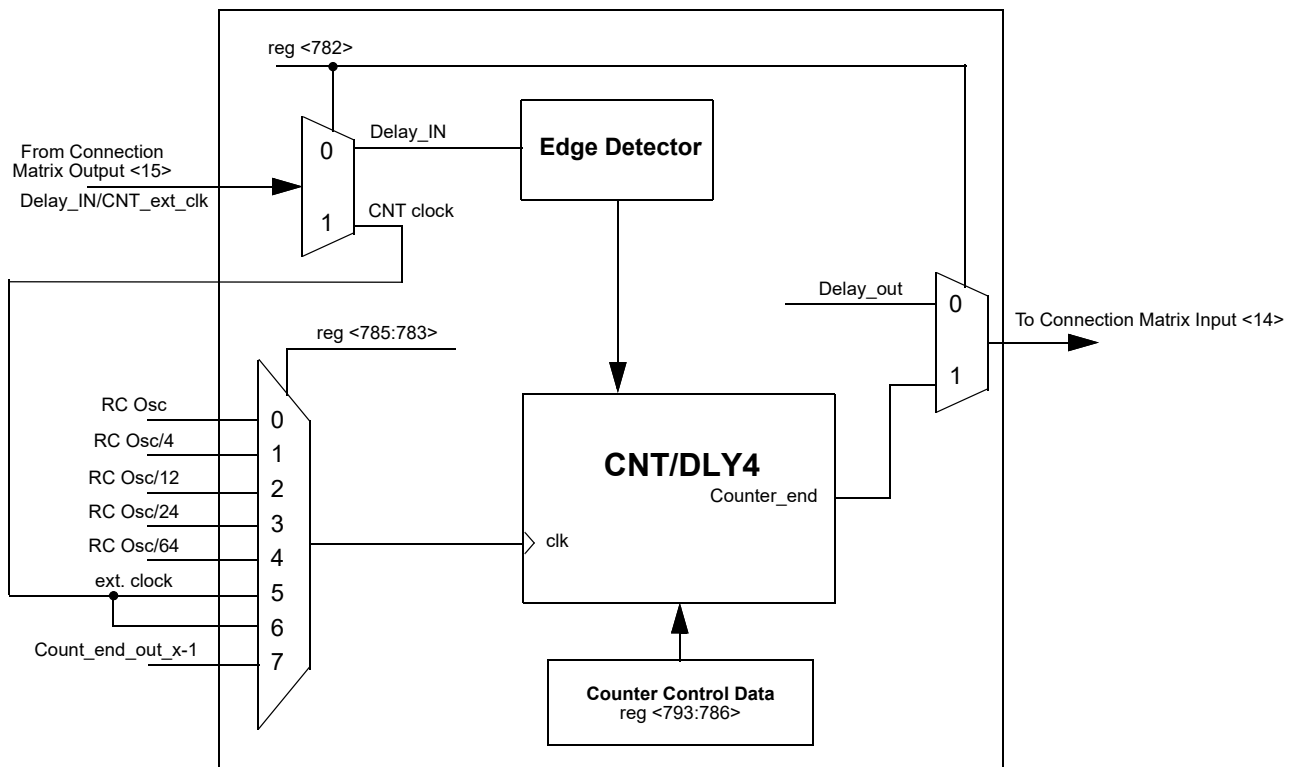 reg <782>
0
Delay_IN
Edge Detector
From Connection
Matrix Output <15>
Delay_IN/CNT_ext_clk
1
CNT clock
Delay_out
0
To Connection Matrix Input <14>
1
reg <785:783>
RC Osc
0
RC Osc/4
1
RC Osc/12
2
RC Osc/24
3
RC Osc/64
4
ext. clock
5
6
Count_end_out_x-1
7
CNT/DLY4
Counter_end
clk
Counter Control Data
reg <793:786>